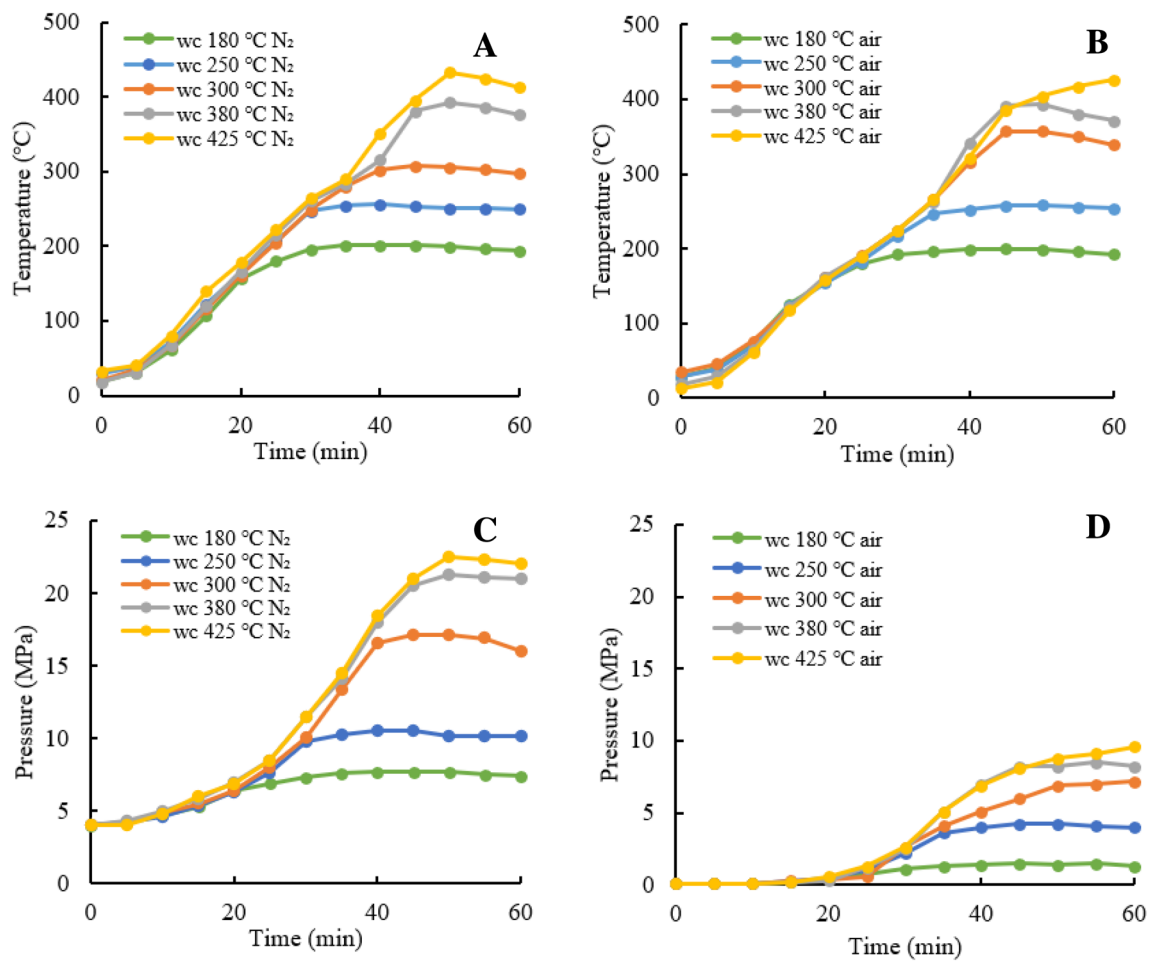 A
wc 180 °C N₂
wc 250 °C N₂
wc 300 °C N₂
wc 380 °C N₂
wc 425 °C N₂
500
400
300
200
100
0
Temperature (℃)
0 20 40 60
Time (min)
B
wc 180 °C air
wc 250 °C air
wc 300 °C air
wc 380 °C air
wc 425 °C air
500
400
300
200
100
0
Temperature (℃)
0 20 40 60
Time (min)
C
wc 180 °C N₂
wc 250 °C N₂
wc 300 °C N₂
wc 380 °C N₂
wc 425 °C N₂
25
20
15
10
5
0
Pressure (MPa)
0 20 40 60
Time (min)
D
wc 180 °C air
wc 250 °C air
wc 300 °C air
wc 380 °C air
wc 425 °C air
25
20
15
10
5
0
Pressure (MPa)
0 20 40 60
Time (min)